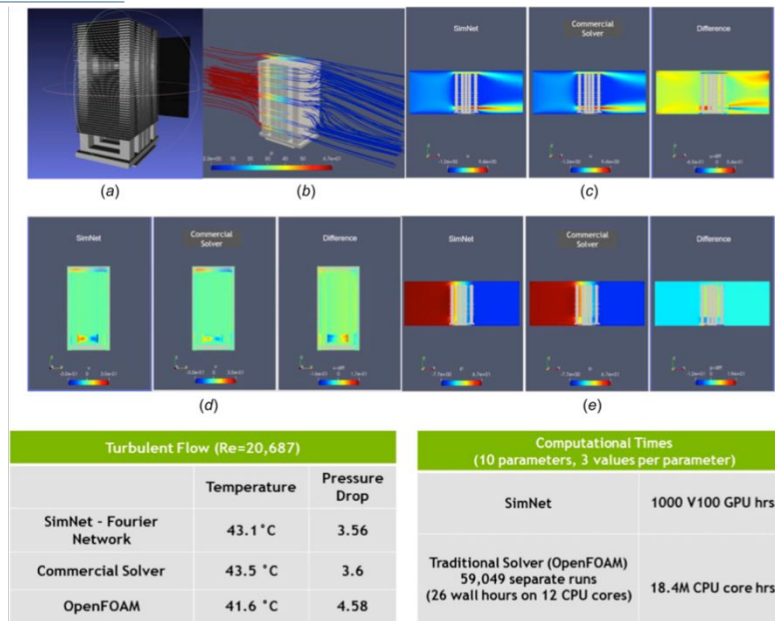 (a)
(b)
SimNet
Commercial
Solver
Difference
(c)
SimNet
Commercial
Solver
Difference
(d)
SimNet
Commercial
Solver
Difference
(e)
Turbulent Flow (Re=20,687)
Temperature
Pressure
Drop
SimNet - Fourier
Network
43.1˚C
3.56
Commercial Solver
43.5 ˚C
3.6
OpenFOAM
41.6 ˚C
4.58
Computational Times
(10 parameters, 3 values per parameter)
SimNet
1000 V100 GPU hrs
Traditional Solver (OpenFOAM)
59,049 separate runs
(26 wall hours on 12 CPU cores)
18.4M CPU core hrs